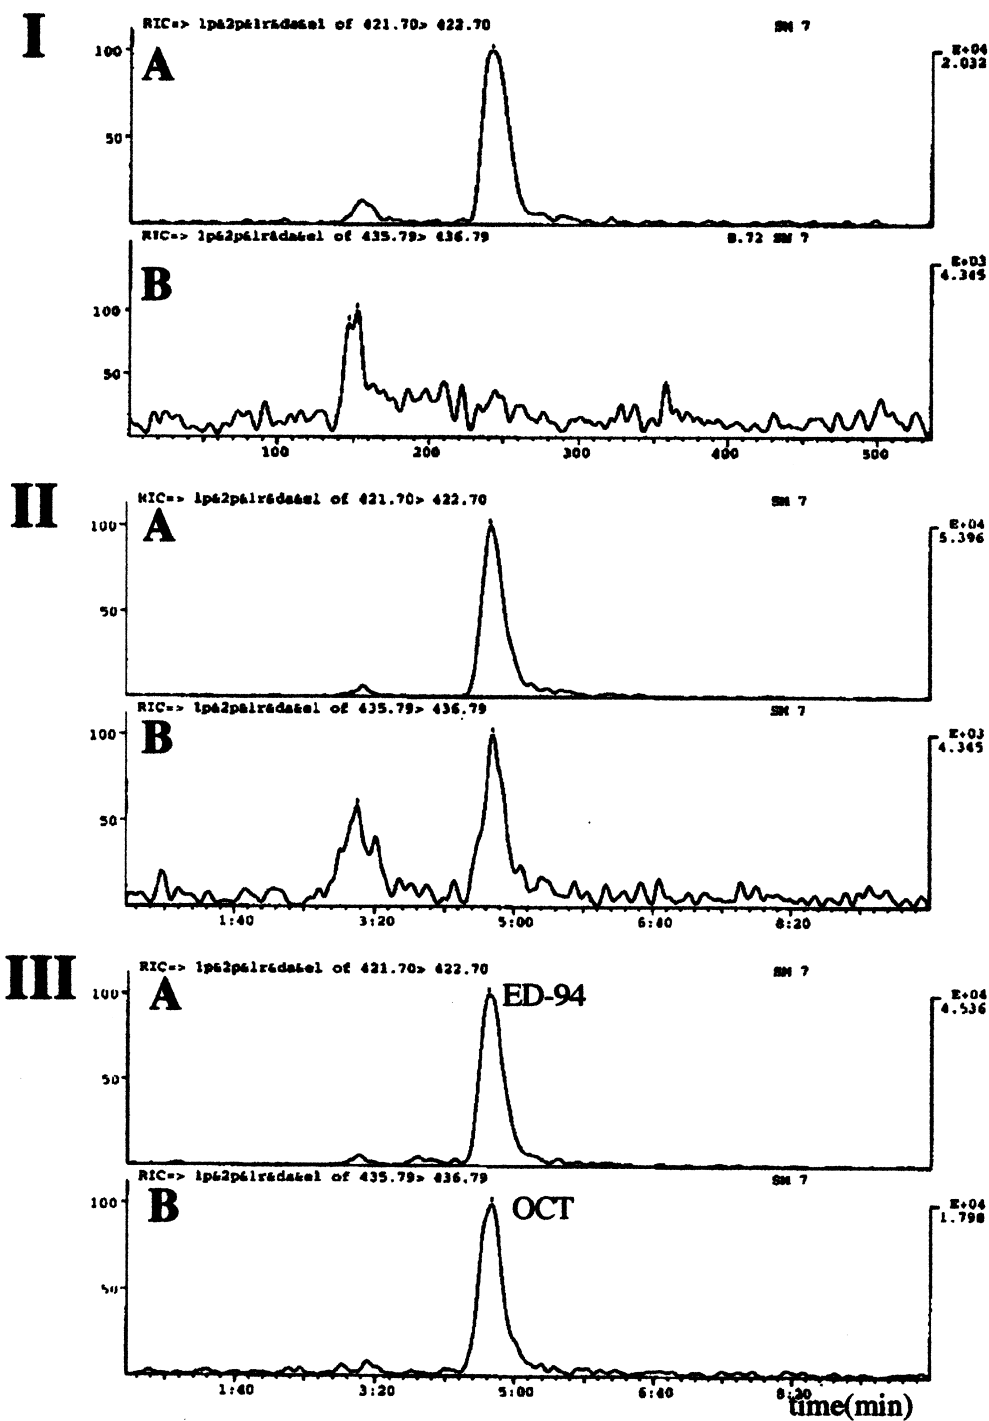 I
RIC=> lp&2p&lr&da&el of 421.70> 422.70 SM 7
A
100
50
E+04
2.032
RIC=> lp&2p&lr&da&el of 435.79> 436.79 8.72 SM 7
B
100
50
E+03
4.345
100 200 300 400 500
II
RIC=> lp&2p&lr&da&el of 421.70> 422.70 SM 7
A
100
50
E+04
5.396
RIC=> lp&2p&lr&da&el of 435.79> 436.79 SM 7
B
100
50
E+03
4.345
1:40 3:20 5:00 6:40 8:20
III
RIC=> lp&2p&lr&da&el of 421.70> 422.70 SM 7
A
ED-94
100
50
E+04
4.536
RIC=> lp&2p&lr&da&el of 435.79> 436.79 SM 7
B
OCT
100
50
E+04
1.798
1:40 3:20 5:00 6:40 8:20
time(min)